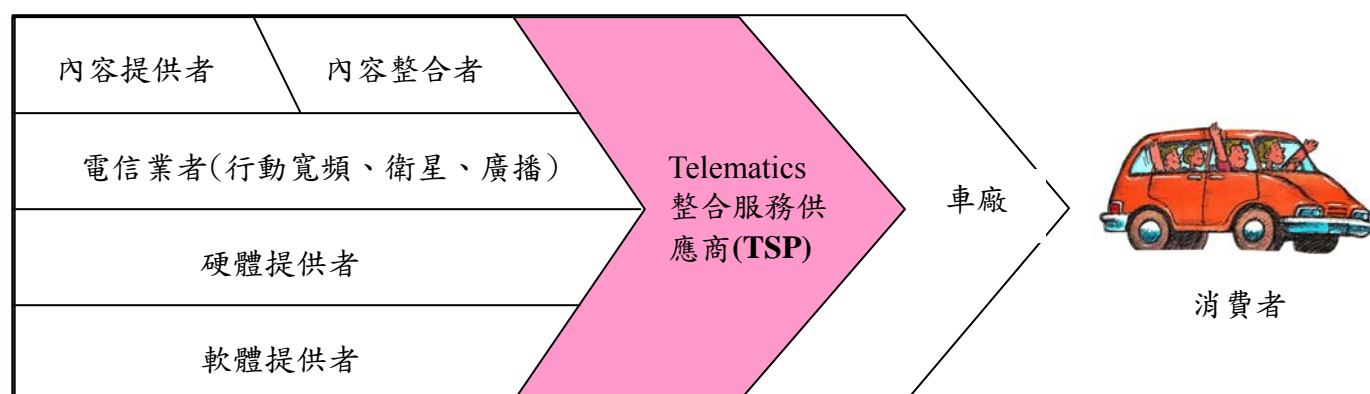 內容提供者
內容整合者
電信業者(行動寬頻、衛星、廣播)
硬體提供者
軟體提供者
Telematics
整合服務供
應商(TSP)
車廠
消費者